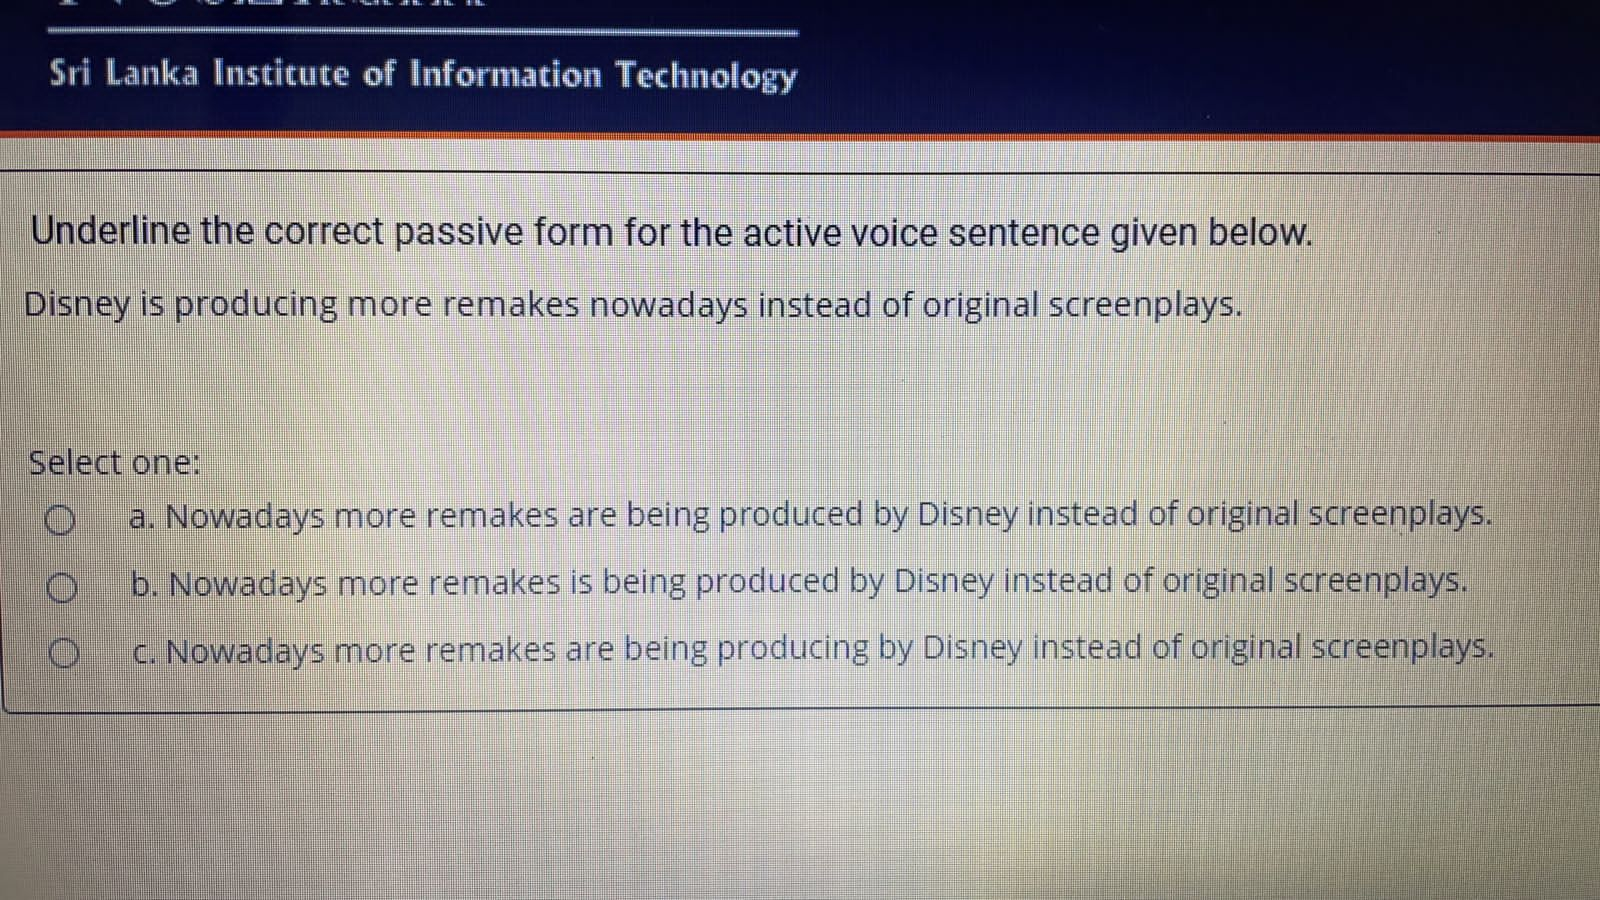 Sri Lanka Institute of Information Technology
Underline the correct passive form for the active voice sentence given below.
Disney is producing more remakes nowadays instead of original screenplays.
Select one:
a. Nowadays more remakes are being produced by Disney instead of original screenplays.
b. Nowadays more remakes is being produced by Disney instead of original screenplays.
c. Nowadays more remakes are being producing by Disney instead of original screenplays.